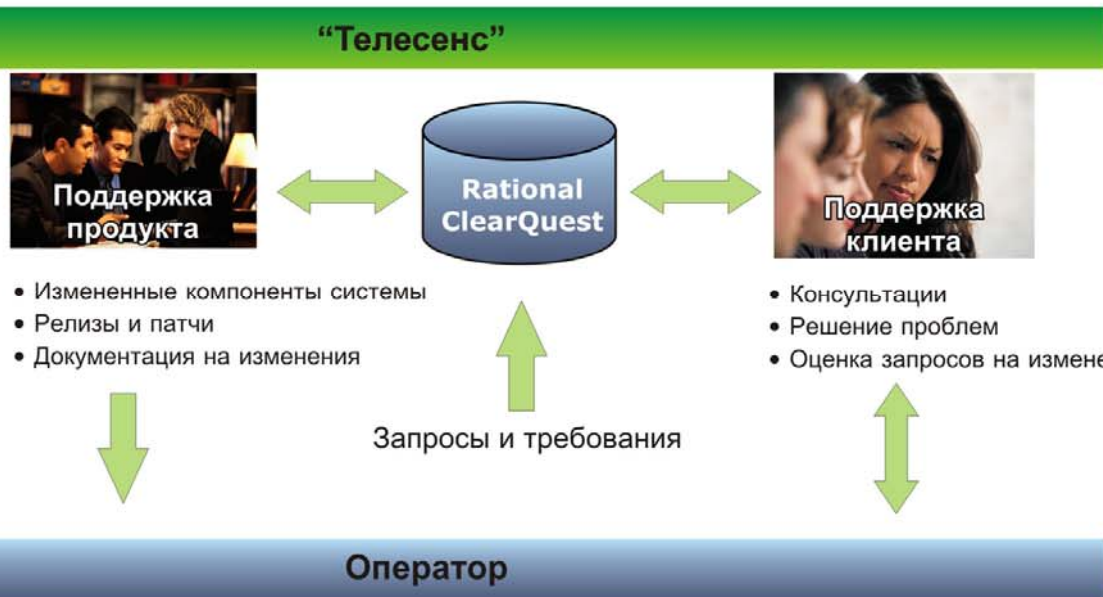 “Телесенс”
Поддержка
продукта
Rational
ClearQuest
Поддержка
клиента
• Измененные компоненты системы
• Релизы и патчи
• Документация на изменения
• Консультации
• Решение проблем
• Оценка запросов на измене
Запросы и требования
Оператор